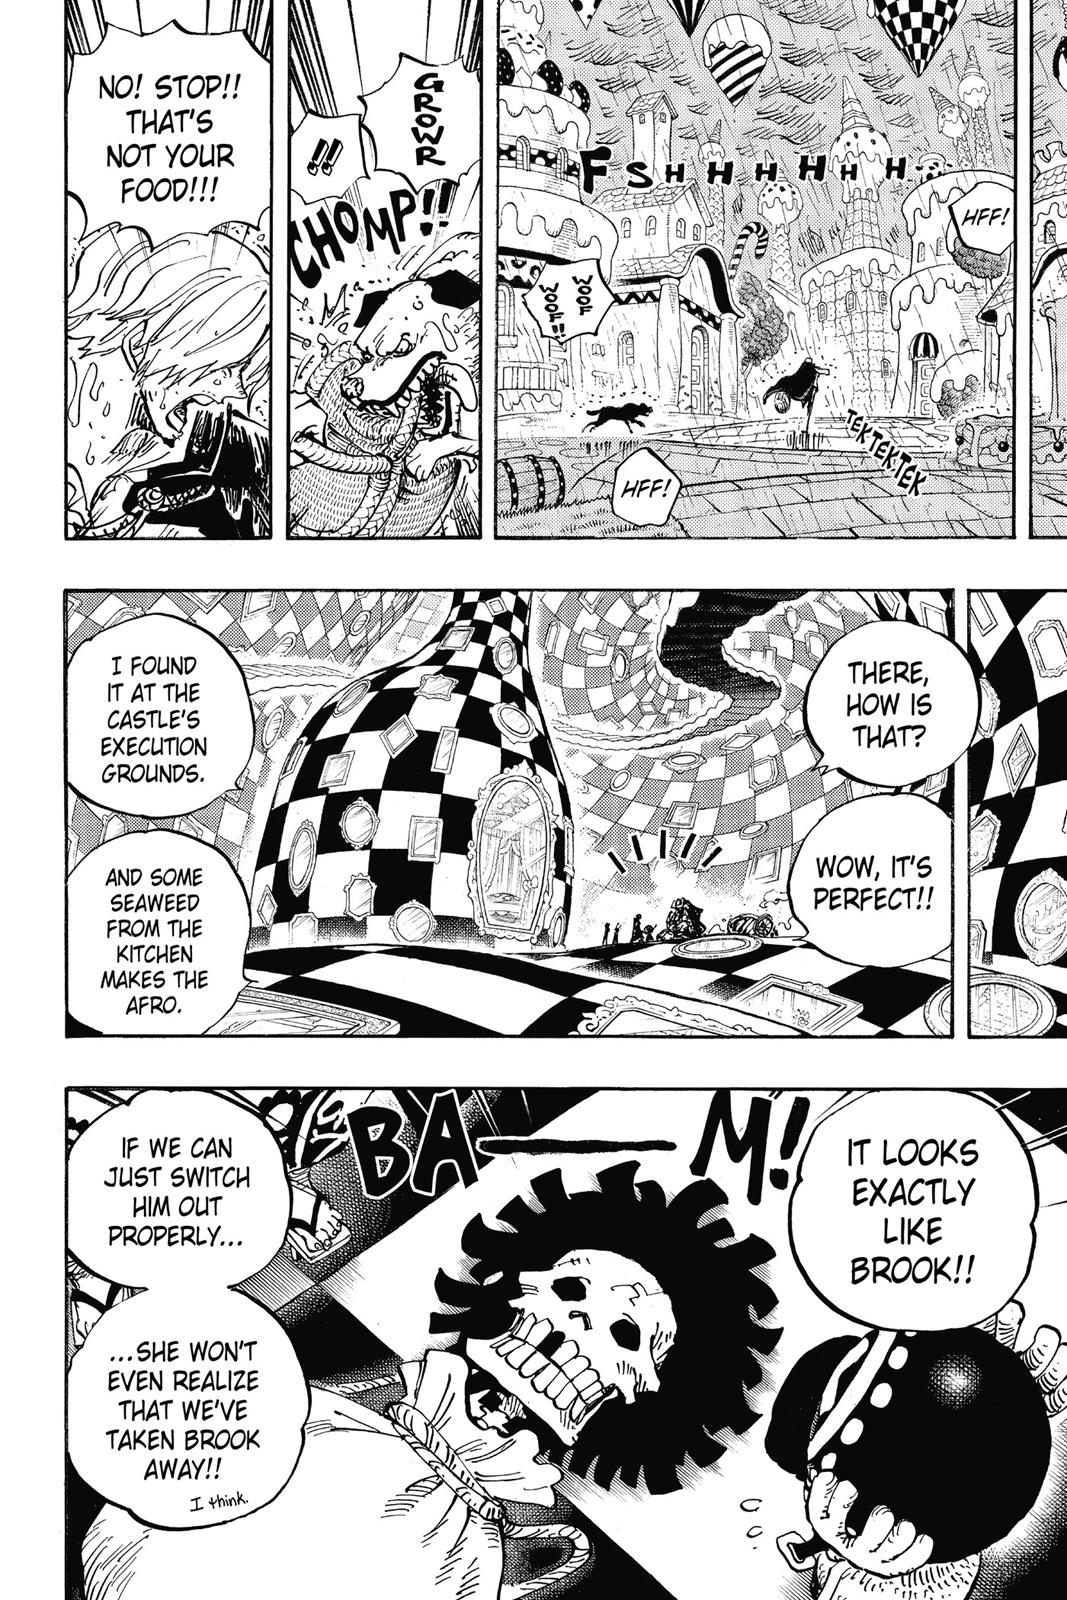 HFF!
FSHHHHHHH...
WOOF
WOOF!!
TEKTEKTEK
HFF!
GROWR
!!
CHOMP!!
NO! STOP!!
THAT'S
NOT YOUR
FOOD!!!
THERE,
HOW IS
THAT?
WOW, IT'S
PERFECT!!
I FOUND
IT AT THE
CASTLE'S
EXECUTION
GROUNDS.
AND SOME
SEAWEED
FROM THE
KITCHEN
MAKES THE
AFRO.
BA——M!
IT LOOKS
EXACTLY
LIKE
BROOK!!
IF WE CAN
JUST SWITCH
HIM OUT
PROPERLY...
...SHE WON'T
EVEN REALIZE
THAT WE'VE
TAKEN BROOK
AWAY!!
I think.